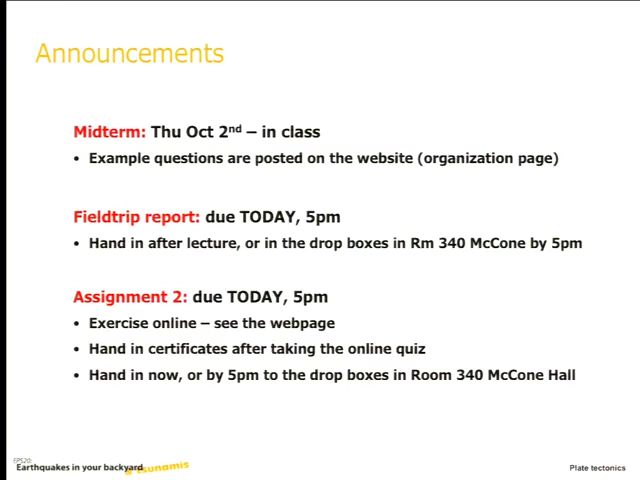 Announcements
Midterm: Thu Oct 2nd – in class
• Example questions are posted on the website (organization page)
Fieldtrip report: due TODAY, 5pm
• Hand in after lecture, or in the drop boxes in Rm 340 McCone by 5pm
Assignment 2: due TODAY, 5pm
• Exercise online – see the webpage
• Hand in certificates after taking the online quiz
• Hand in now, or by 5pm to the drop boxes in Room 340 McCone Hall
EPS20:
Earthquakes in your backyard & tsunamis
Plate tectonics